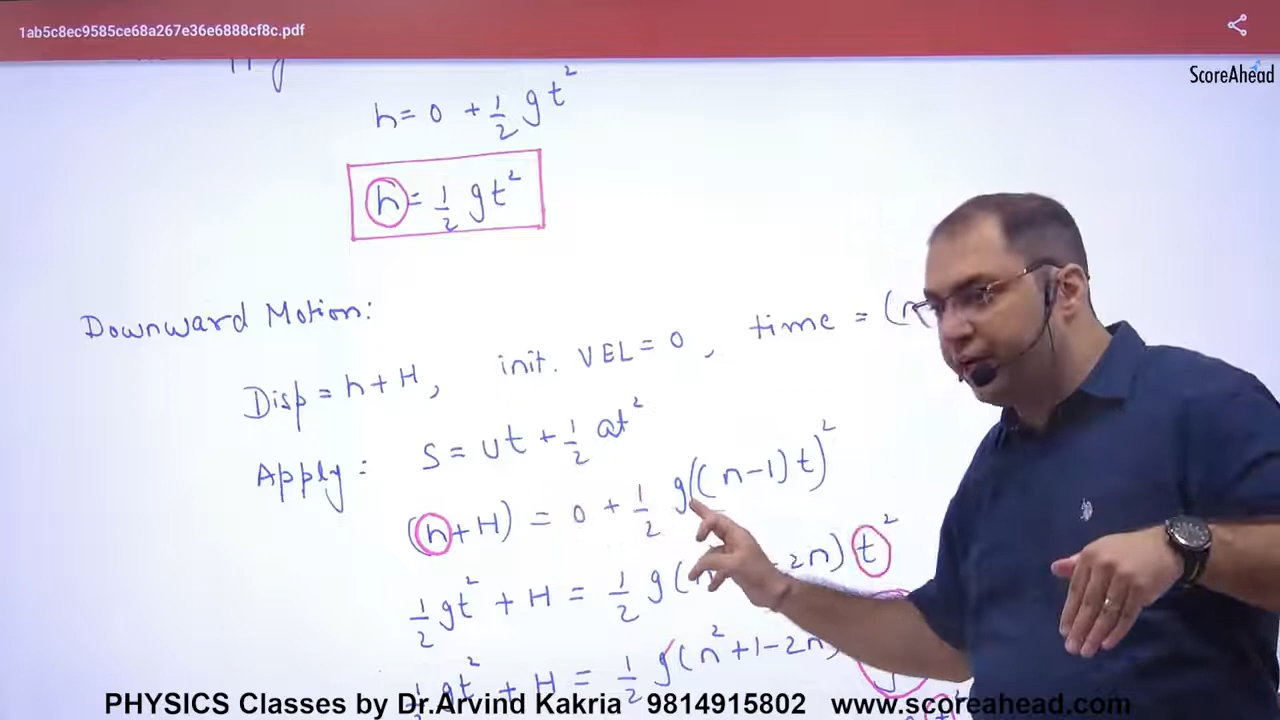 1ab5c8ec9585ce68a267e36e6888cf8c.pdf
ScoreAhead
h = 0 + 1/2 gt²
h = 1/2 gt²
Downward Motion:
Disp = h + H, init. VEL = 0, time = (n
Apply: S = ut + 1/2 at²
(h + H) = 0 + 1/2 g((n-1)t)²
1/2 gt² + H = 1/2 g( -2n) t²
1/2 gt² + H = 1/2 g(n²+1-2n)
PHYSICS Classes by Dr.Arvind Kakria 9814915802 www.scoreahead.com